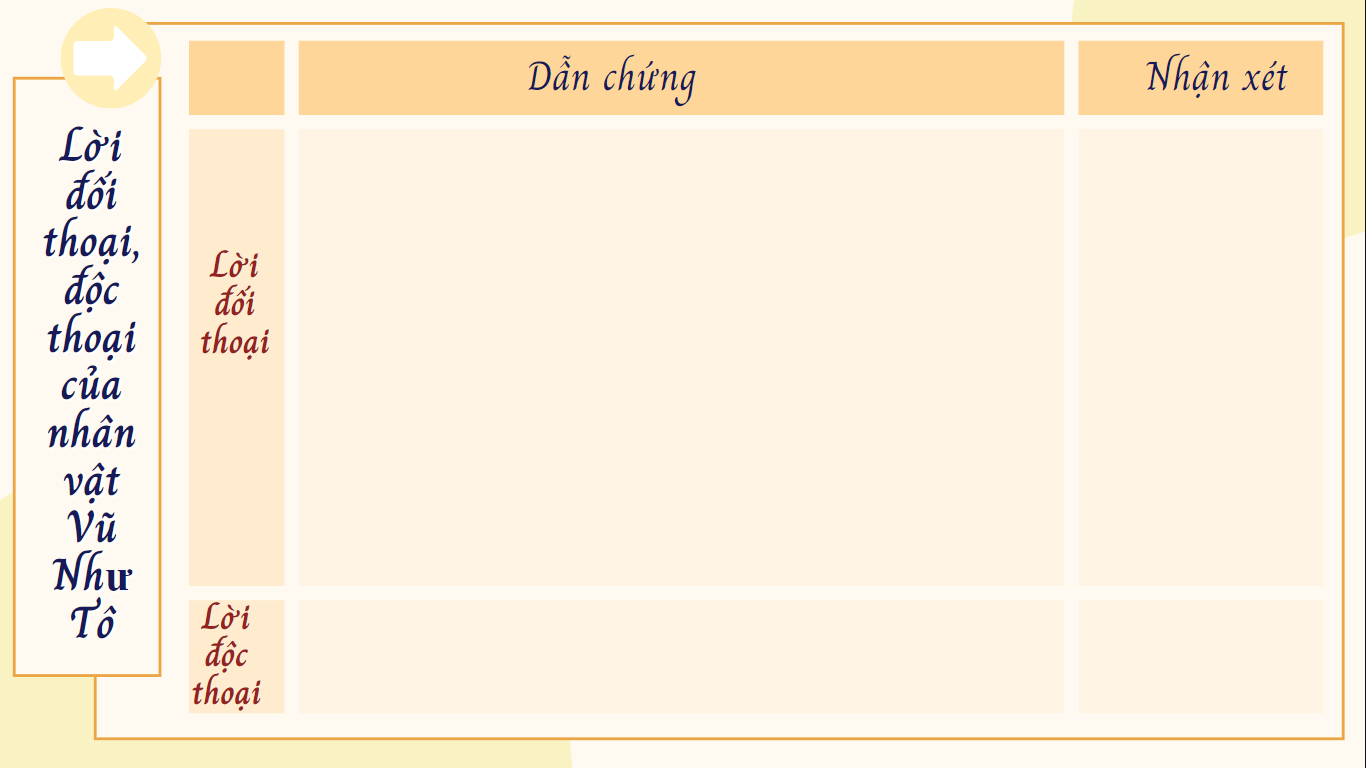 Lời
đối
thoại,
độc
thoại
của
nhân
vật
Vũ
Như
Tô
Dẫn chứng
Nhận xét
Lời
đối
thoại
Lời
độc
thoại